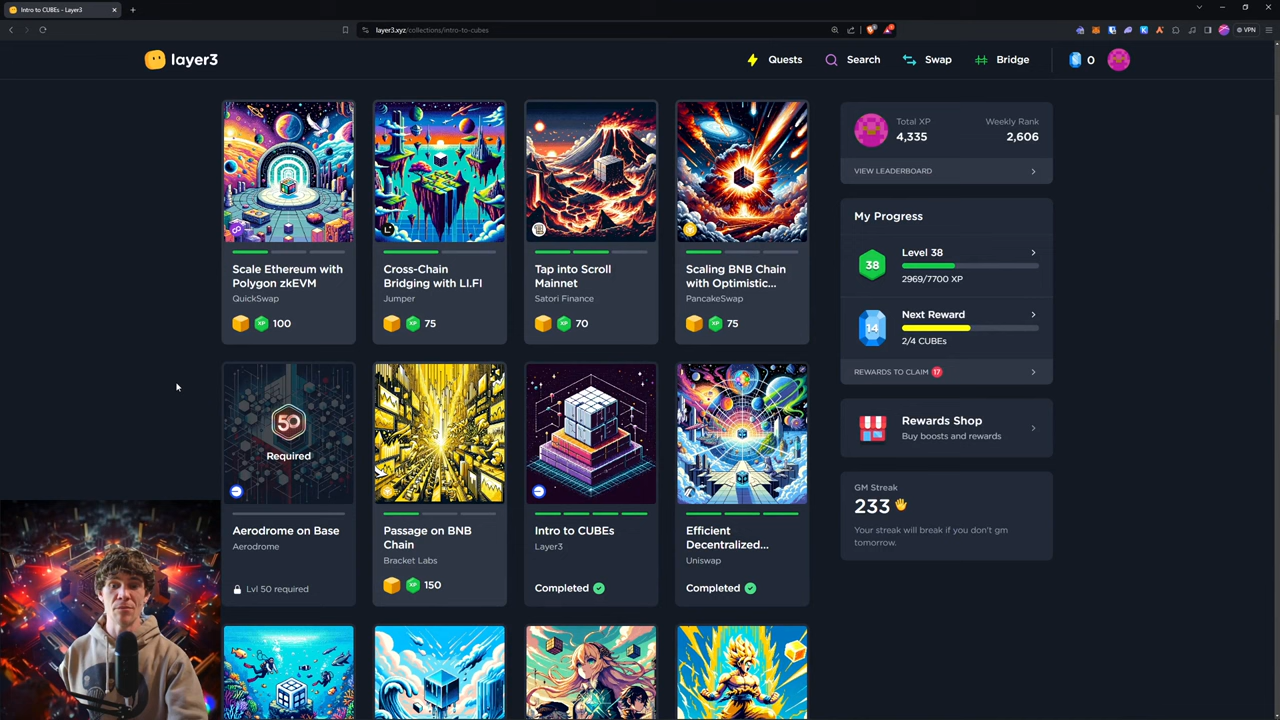 Intro to CUBEs - Layer3
layer3.xyz/collections/intro-to-cubes
VPN
layer3
Quests
Search
Swap
Bridge
0
Scale Ethereum with
Polygon zkEVM
QuickSwap
XP 100
Cross-Chain
Bridging with LI.FI
Jumper
XP 75
Tap into Scroll
Mainnet
Satori Finance
XP 70
Scaling BNB Chain
with Optimistic...
PancakeSwap
XP 75
50
Required
Aerodrome on Base
Aerodrome
Lvl 50 required
Passage on BNB
Chain
Bracket Labs
XP 150
Intro to CUBEs
Layer3
Completed
Efficient
Decentralized...
Uniswap
Completed
Total XP
4,335
Weekly Rank
2,606
VIEW LEADERBOARD
My Progress
38
Level 38
2969/7700 XP
14
Next Reward
2/4 CUBEs
REWARDS TO CLAIM 17
Rewards Shop
Buy boosts and rewards
GM Streak
233
Your streak will break if you don't gm
tomorrow.